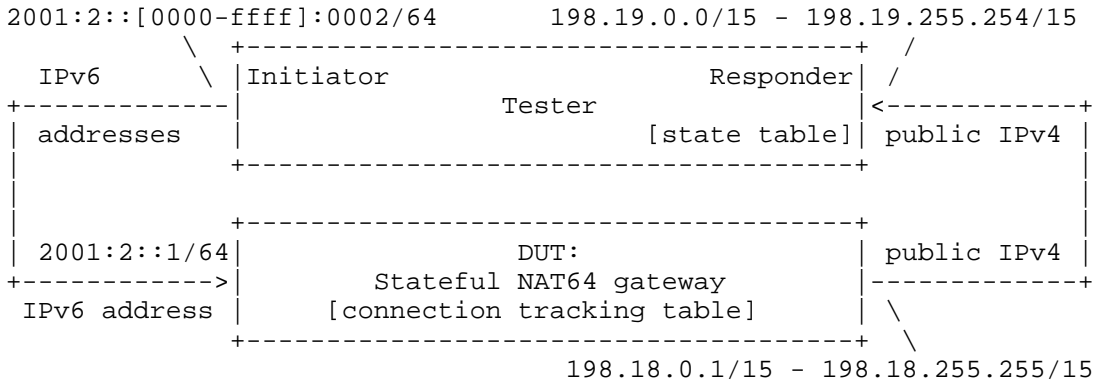 2001:2::[0000-ffff]:0002/64 198.19.0.0/15 - 198.19.255.254/15
IPv6 Initiator Responder
Tester
addresses [state table] public IPv4
2001:2::1/64 DUT: public IPv4
Stateful NAT64 gateway
IPv6 address [connection tracking table]
198.18.0.1/15 - 198.18.255.255/15